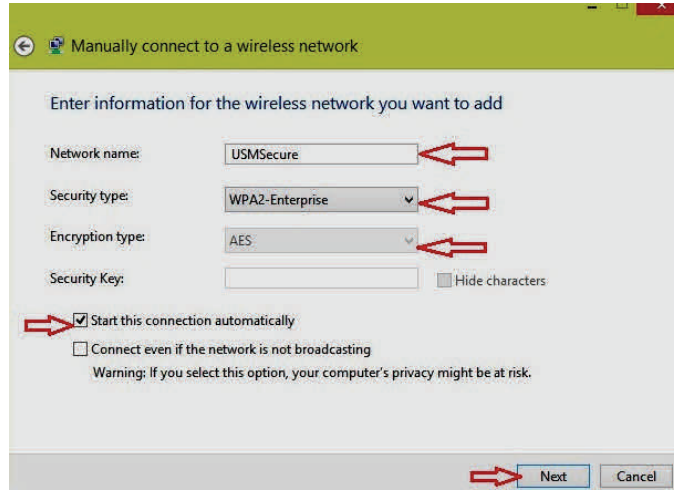 Manually connect to a wireless network
Enter information for the wireless network you want to add
Network name: USMSecure
Security type: WPA2-Enterprise
Encryption type: AES
Security Key: Hide characters
Start this connection automatically
Connect even if the network is not broadcasting
Warning: If you select this option, your computer's privacy might be at risk.
Next Cancel